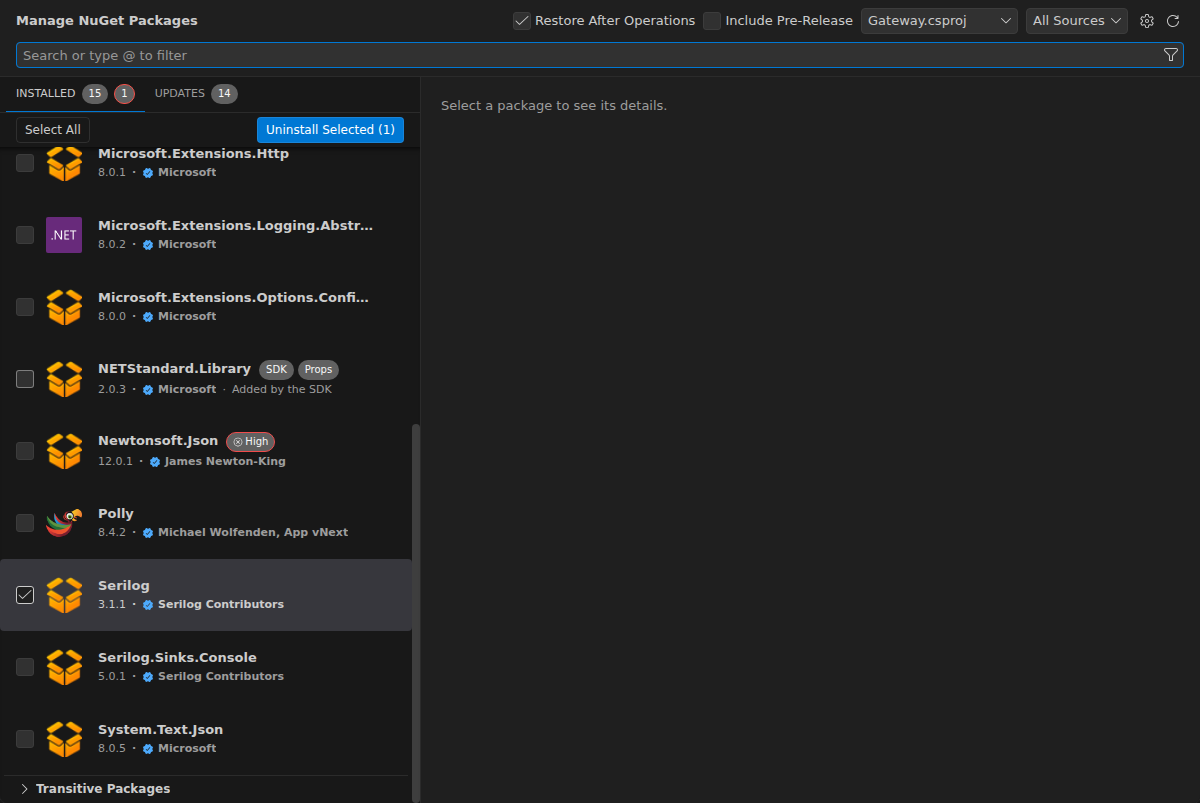 Manage NuGet Packages
Restore After Operations
Include Pre-Release
Gateway.csproj
All Sources
Search or type @ to filter
INSTALLED 15 1 UPDATES 14
Select a package to see its details.
Select All
Uninstall Selected (1)
Microsoft.Extensions.Http
8.0.1 · Microsoft
.NET
Microsoft.Extensions.Logging.Abstr...
8.0.2 · Microsoft
Microsoft.Extensions.Options.Confi...
8.0.0 · Microsoft
NETStandard.Library SDK Props
2.0.3 · Microsoft · Added by the SDK
Newtonsoft.Json High
12.0.1 · James Newton-King
Polly
8.4.2 · Michael Wolfenden, App vNext
Serilog
3.1.1 · Serilog Contributors
Serilog.Sinks.Console
5.0.1 · Serilog Contributors
System.Text.Json
8.0.5 · Microsoft
Transitive Packages